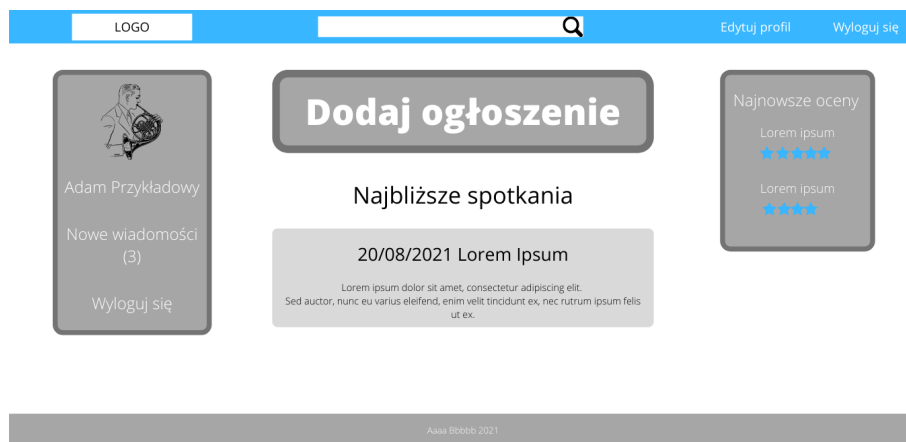 LOGO
Edytuj profil
Wyloguj się
Adam Przykładowy
Nowe wiadomości
(3)
Wyloguj się
Dodaj ogłoszenie
Najbliższe spotkania
20/08/2021 Lorem Ipsum
Lorem ipsum dolor sit amet, consectetur adipiscing elit.
Sed auctor, nunc eu varius eleifend, enim velit tincidunt ex, nec rutrum ipsum felis
ut ex.
Najnowsze oceny
Lorem ipsum
Lorem ipsum
Aaaa Bbbbb 2021